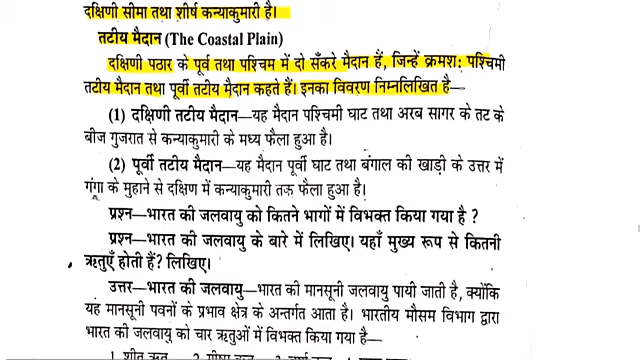 दक्षिणी सीमा तथा शीर्ष कन्याकुमारी है।
तटीय मैदान (The Coastal Plain)
दक्षिणी पठार के पूर्व तथा पश्चिम में दो सँकरे मैदान हैं, जिन्हें क्रमश: पश्चिमी
तटीय मैदान तथा पूर्वी तटीय मैदान कहते हैं। इनका विवरण निम्नलिखित है—
(1) दक्षिणी तटीय मैदान—यह मैदान पश्चिमी घाट तथा अरब सागर के तट के
बीज गुजरात से कन्याकुमारी के मध्य फैला हुआ है।
(2) पूर्वी तटीय मैदान—यह मैदान पूर्वी घाट तथा बंगाल की खाड़ी के उत्तर में
गंगा के मुहाने से दक्षिण में कन्याकुमारी तक फैला हुआ है।
प्रश्न—भारत की जलवायु को कितने भागों में विभक्त किया गया है ?
प्रश्न—भारत की जलवायु के बारे में लिखिए। यहाँ मुख्य रूप से कितनी
ऋतुएँ होती हैं? लिखिए।
उत्तर—भारत की जलवायु—भारत की मानसूनी जलवायु पायी जाती है, क्योंकि
यह मानसूनी पवनों के प्रभाव क्षेत्र के अन्तर्गत आता है। भारतीय मौसम विभाग द्वारा
भारत की जलवायु को चार ऋतुओं में विभक्त किया गया है—